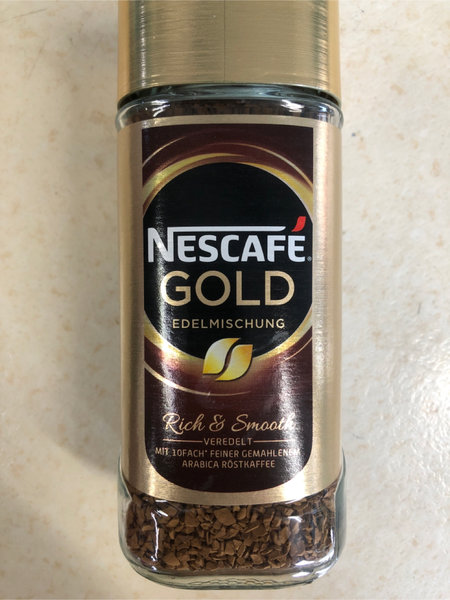 NESCAFÉ®
GOLD
EDELMISCHUNG
Rich & Smooth
VEREDELT
MIT 10FACH* FEINER GEMAHLENEM
ARABICA RÖSTKAFFEE